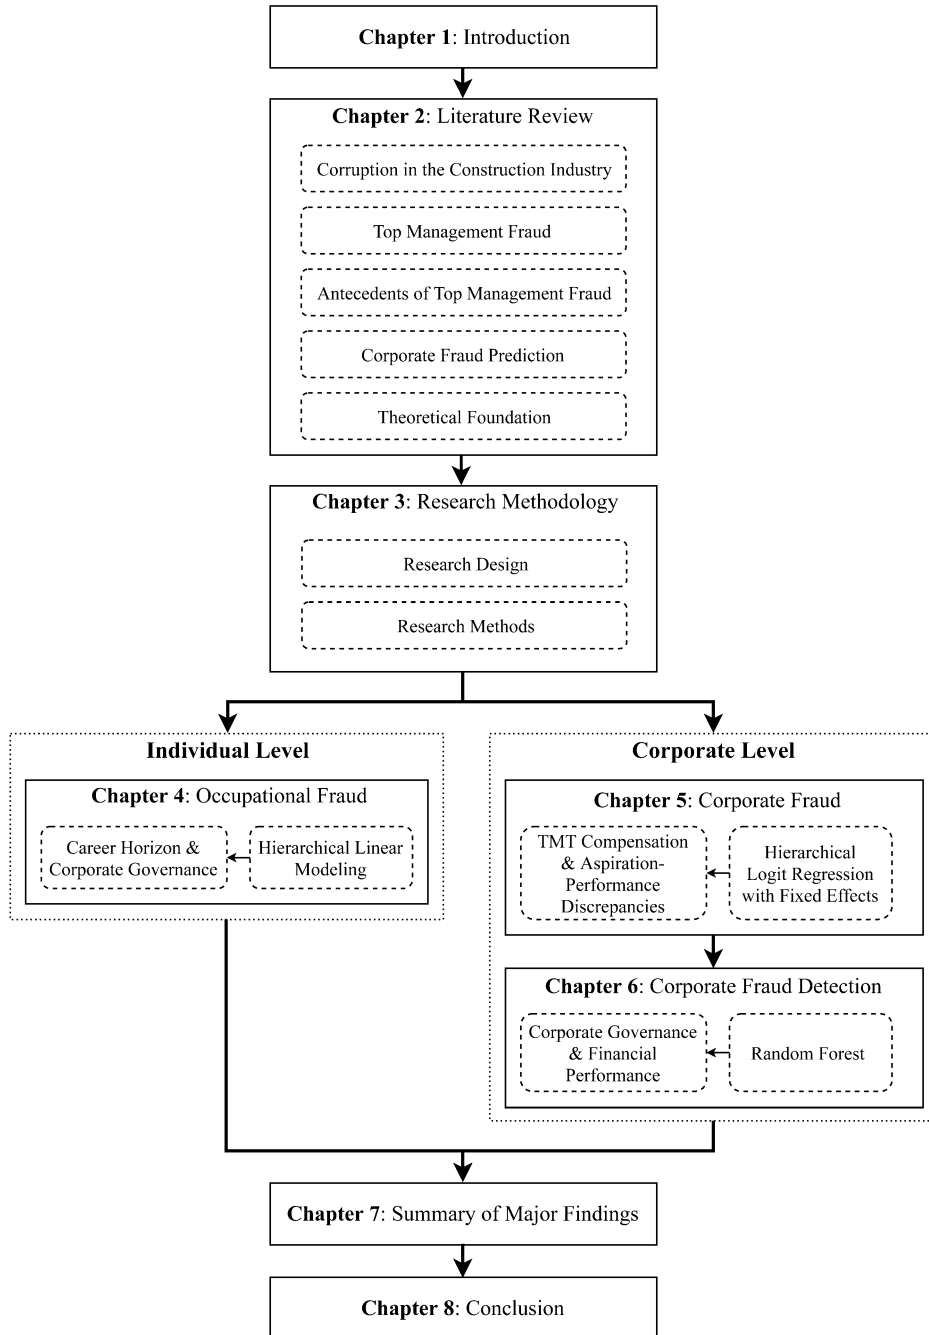 Chapter 1: Introduction
Chapter 2: Literature Review
Corruption in the Construction Industry
Top Management Fraud
Antecedents of Top Management Fraud
Corporate Fraud Prediction
Theoretical Foundation
Chapter 3: Research Methodology
Research Design
Research Methods
Individual Level
Chapter 4: Occupational Fraud
Career Horizon &
Corporate Governance
Hierarchical Linear
Modeling
Corporate Level
Chapter 5: Corporate Fraud
TMT Compensation
& Aspiration-
Performance
Discrepancies
Hierarchical
Logit Regression
with Fixed Effects
Chapter 6: Corporate Fraud Detection
Corporate Governance
& Financial
Performance
Random Forest
Chapter 7: Summary of Major Findings
Chapter 8: Conclusion